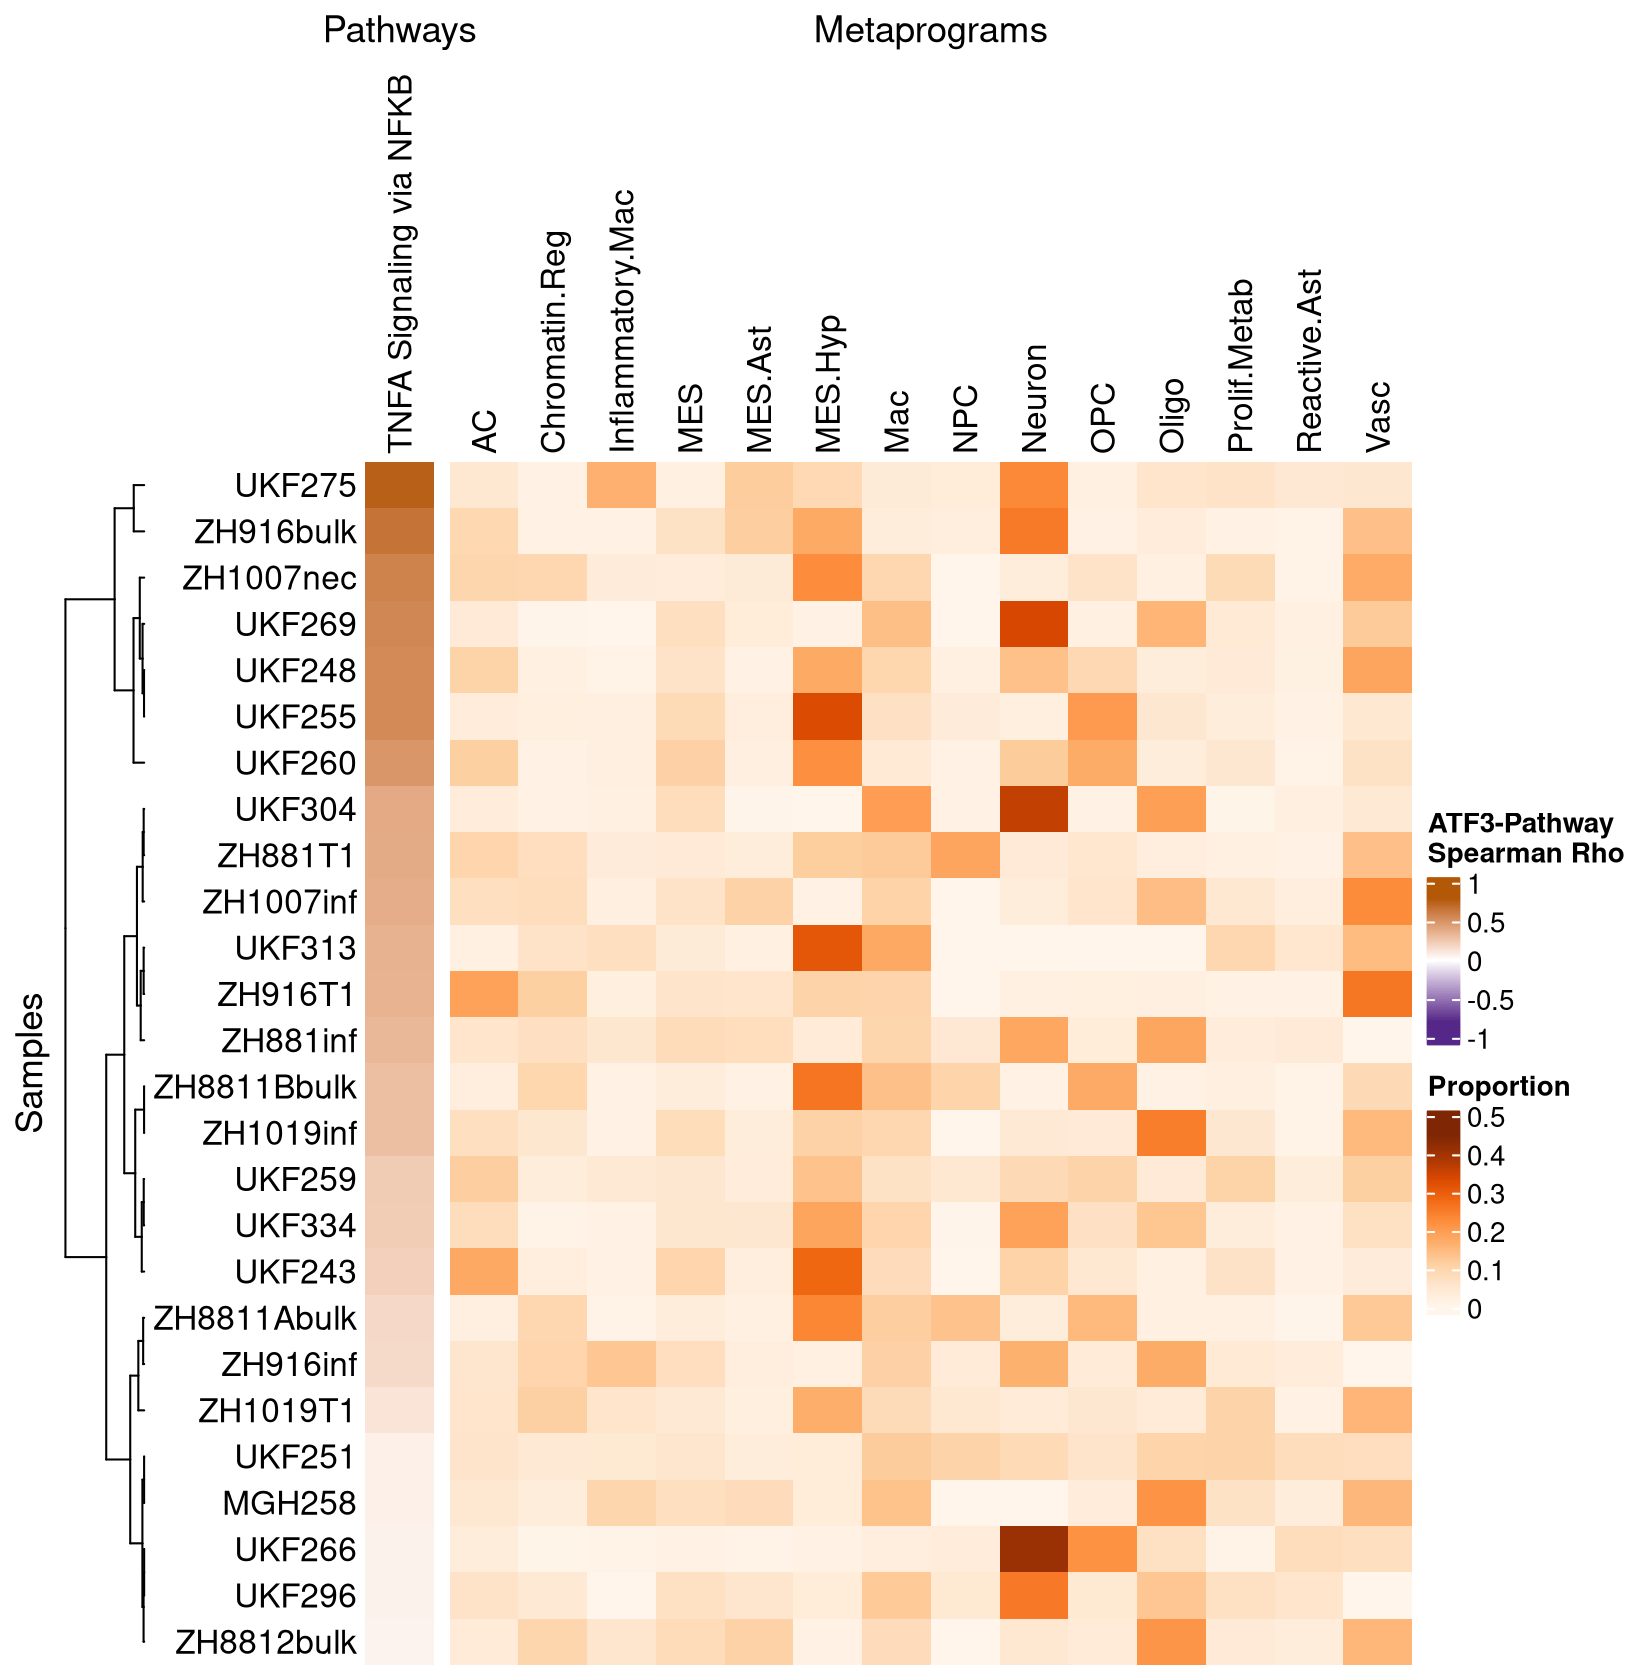 Pathways
Metaprograms
TNFA Signaling via NFKB
AC
Chromatin.Reg
Inflammatory.Mac
MES
MES.Ast
MES.Hyp
Mac
NPC
Neuron
OPC
Oligo
Prolif.Metab
Reactive.Ast
Vasc
Samples
UKF275
ZH916bulk
ZH1007nec
UKF269
UKF248
UKF255
UKF260
UKF304
ZH881T1
ZH1007inf
UKF313
ZH916T1
ZH881inf
ZH8811Bbulk
ZH1019inf
UKF259
UKF334
UKF243
ZH8811Abulk
ZH916inf
ZH1019T1
UKF251
MGH258
UKF266
UKF296
ZH8812bulk
ATF3-Pathway
Spearman Rho
1
0.5
0
-0.5
-1
Proportion
0.5
0.4
0.3
0.2
0.1
0